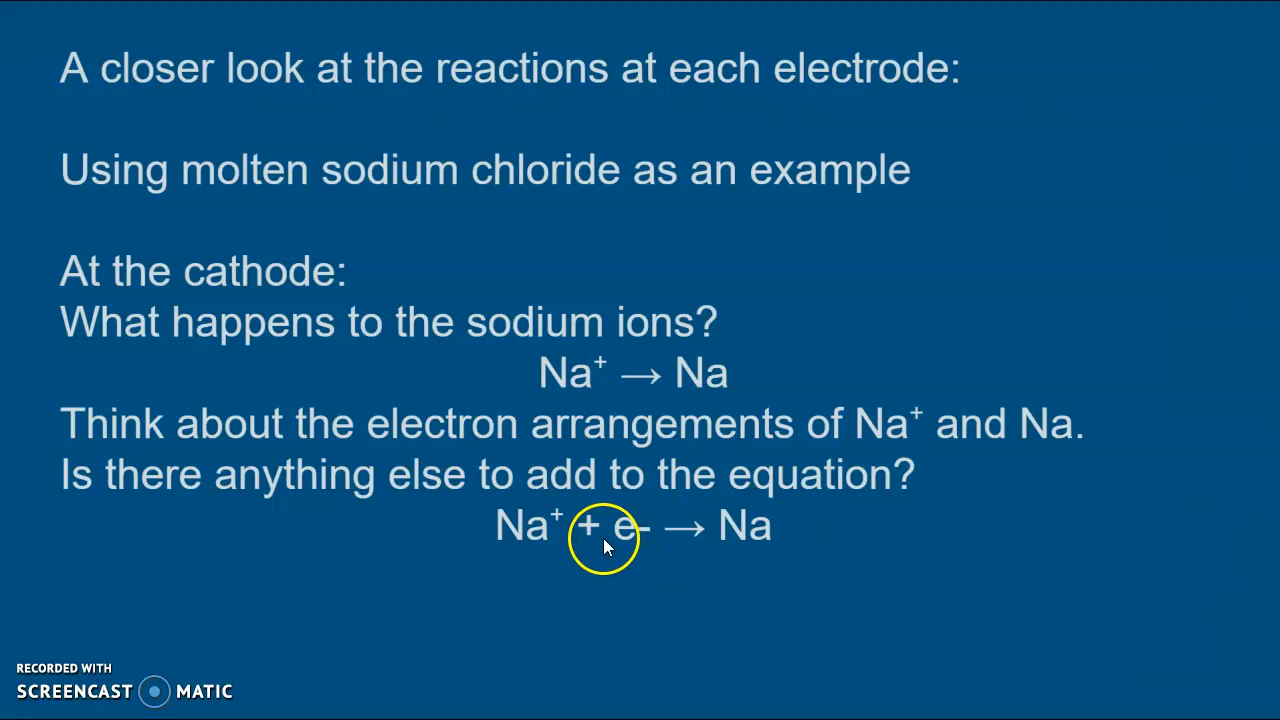 A closer look at the reactions at each electrode:
Using molten sodium chloride as an example
At the cathode:
What happens to the sodium ions?
Na⁺ → Na
Think about the electron arrangements of Na⁺ and Na.
Is there anything else to add to the equation?
Na⁺ + e- → Na
RECORDED WITH
SCREENCAST MATIC